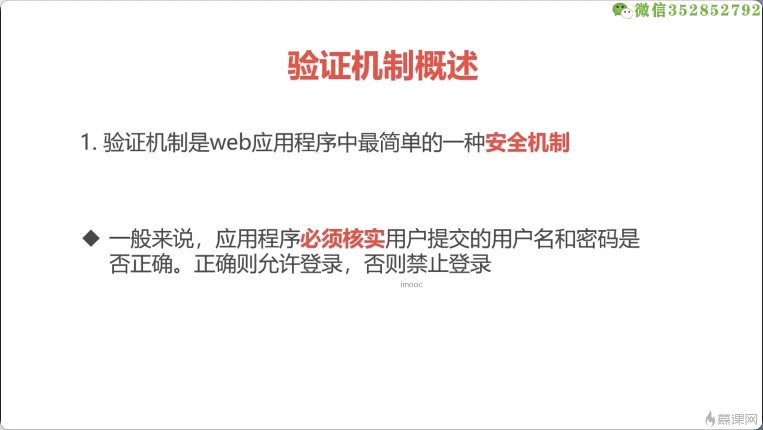 微信352852792
验证机制概述
1. 验证机制是web应用程序中最简单的一种安全机制
◆ 一般来说，应用程序必须核实用户提交的用户名和密码是
否正确。正确则允许登录，否则禁止登录
imooc
慕课网